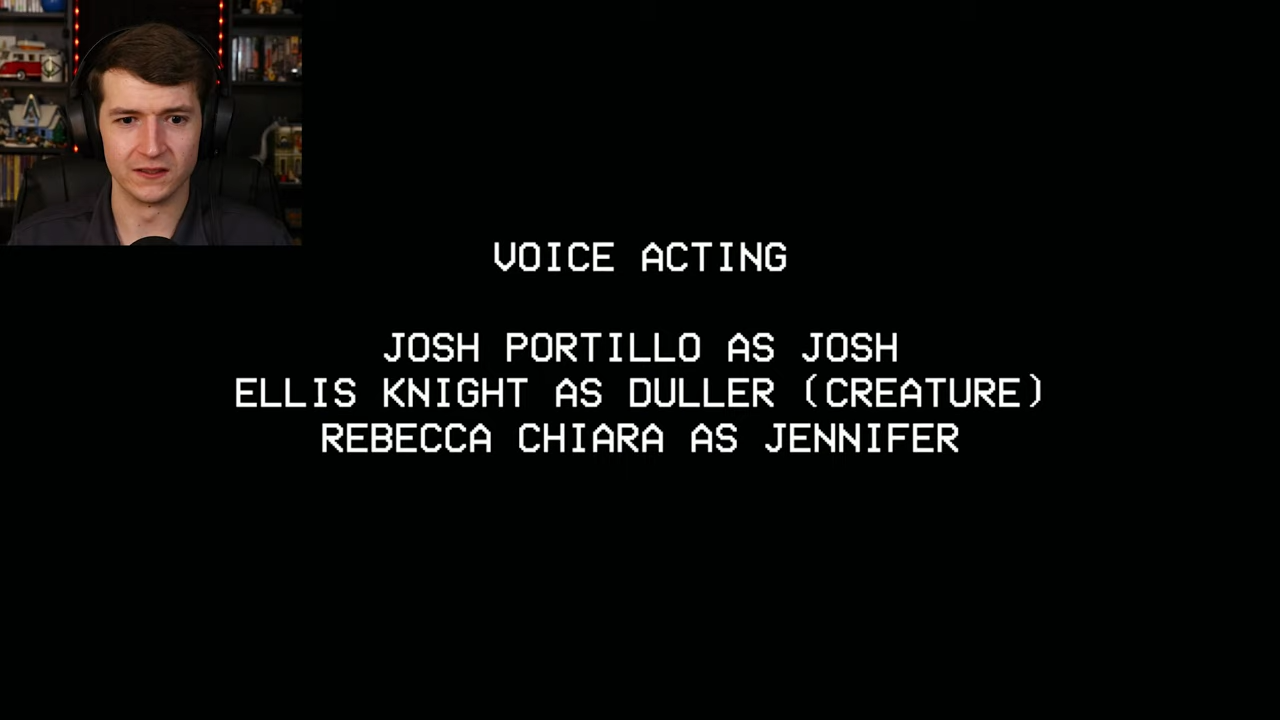 VOICE ACTING
JOSH PORTILLO AS JOSH
ELLIS KNIGHT AS DULLER (CREATURE)
REBECCA CHIARA AS JENNIFER